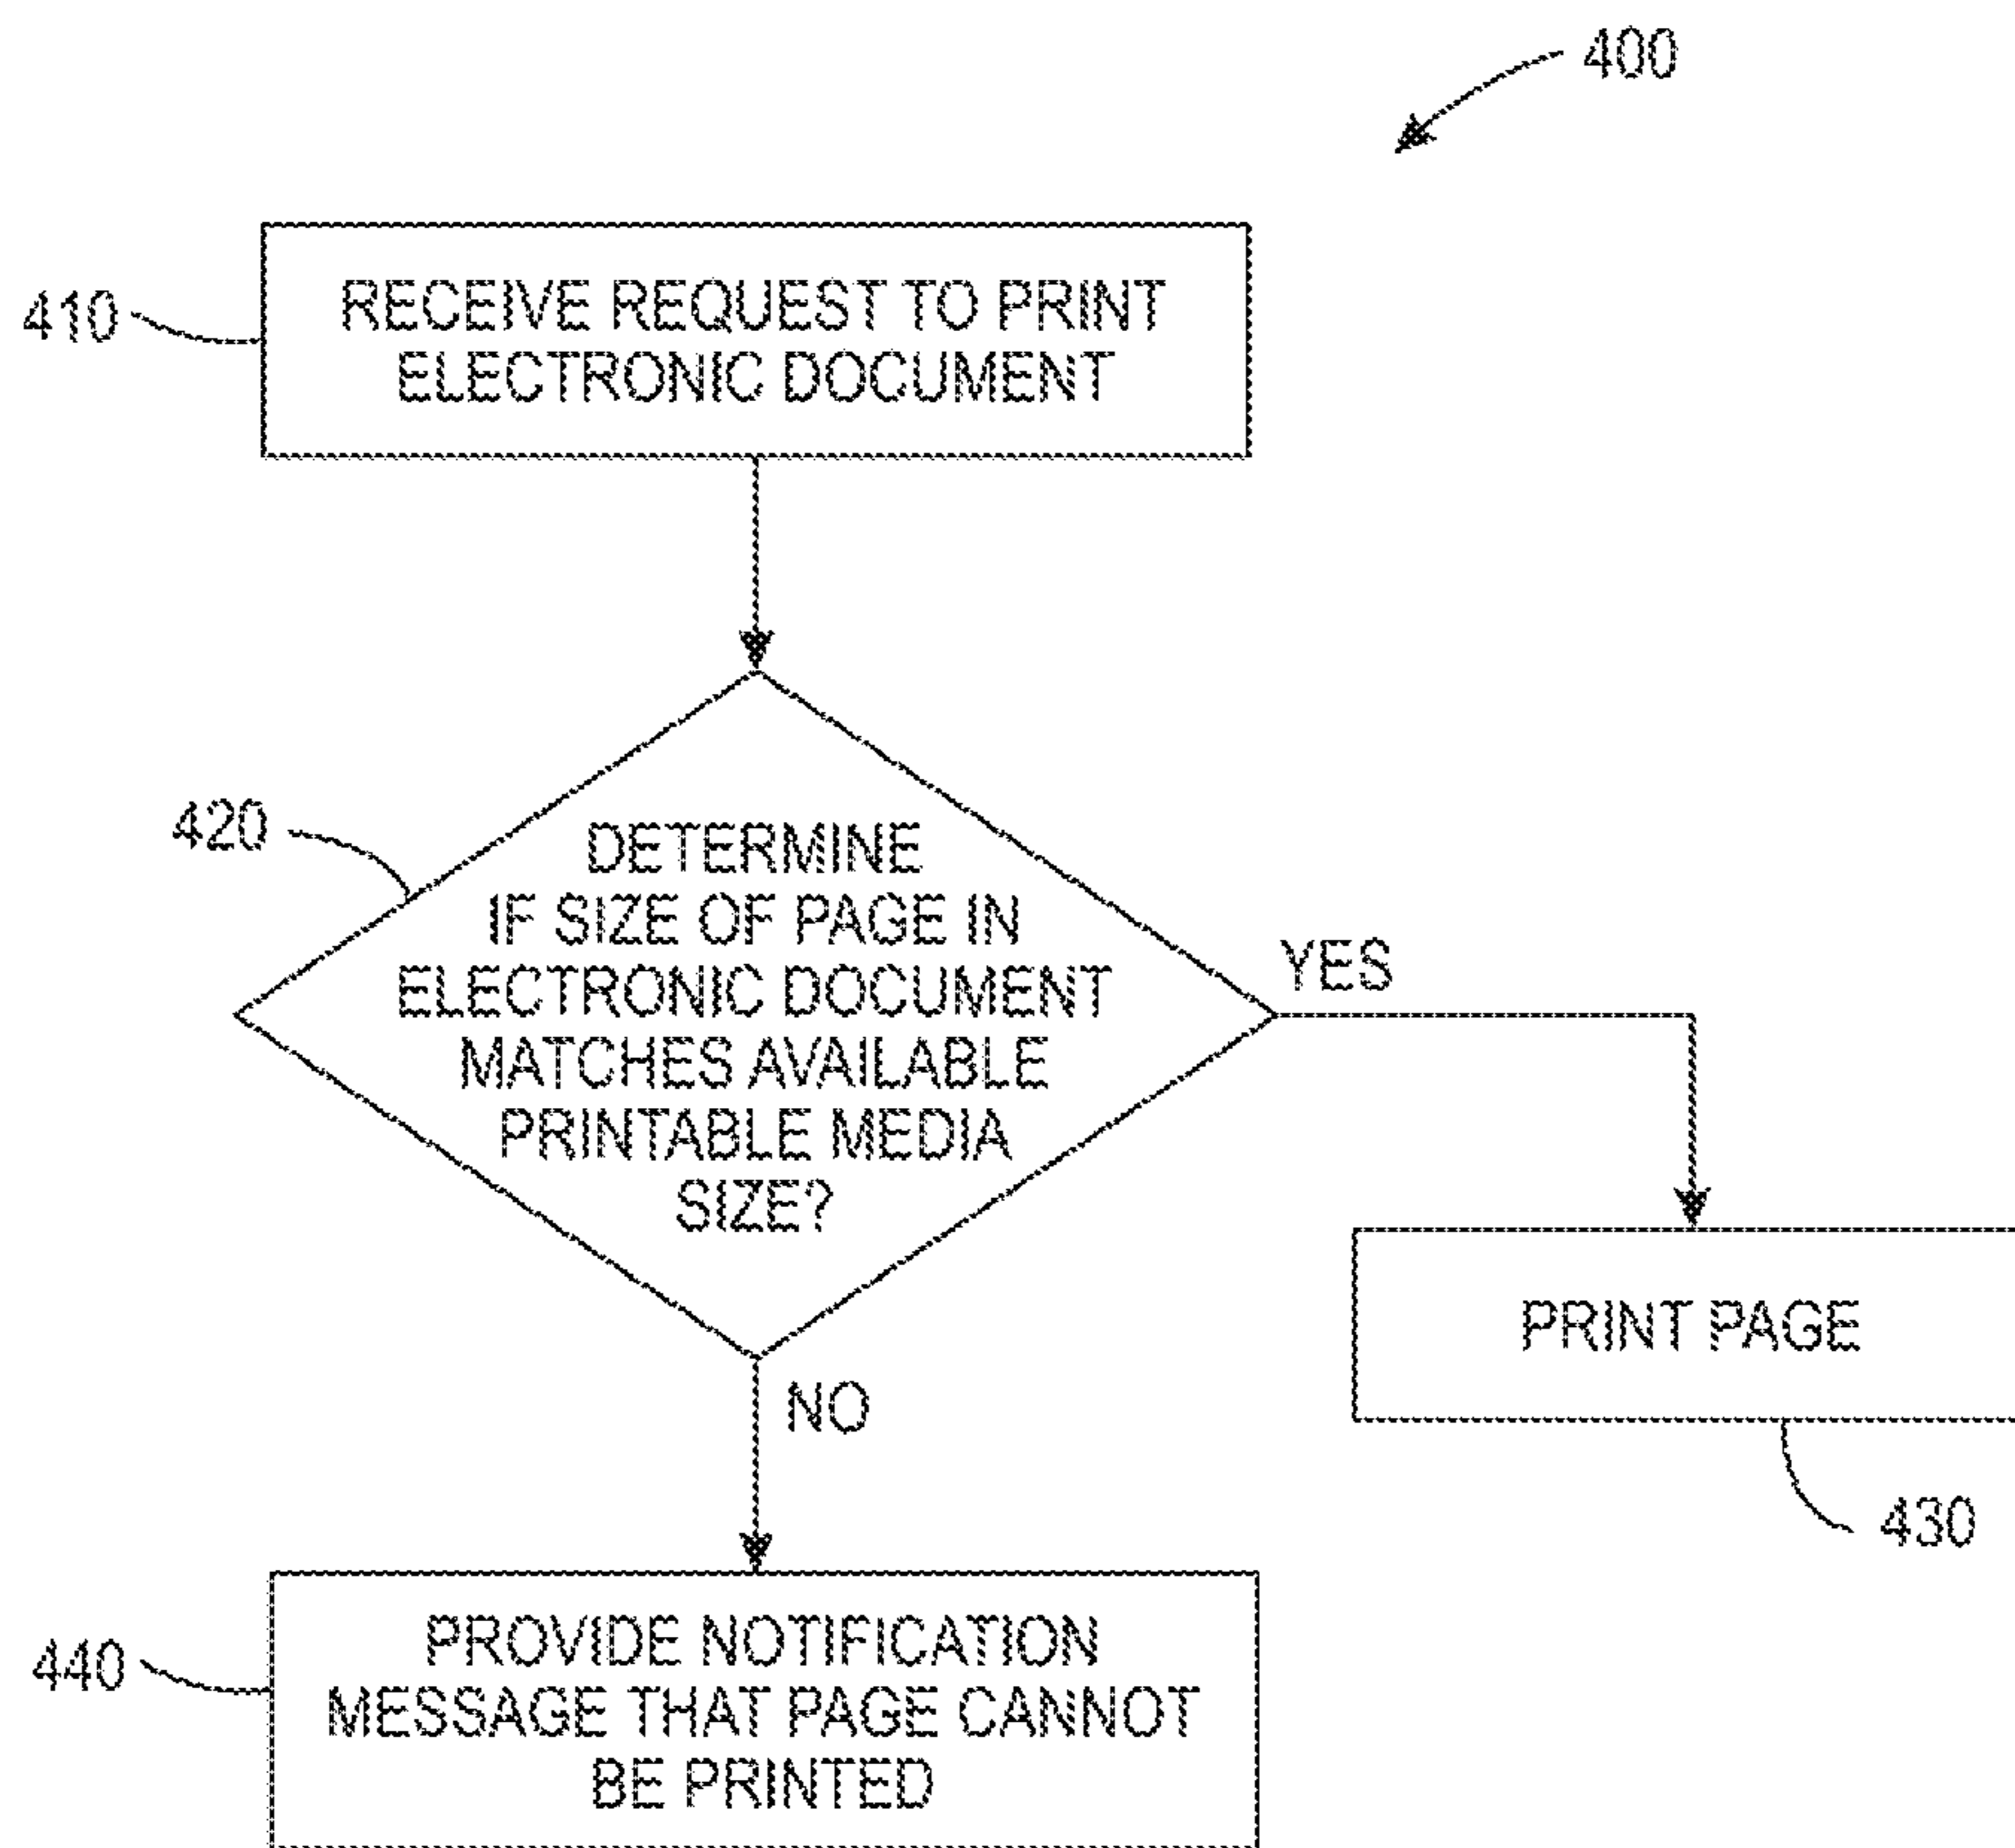 400
410
RECEIVE REQUEST TO PRINT
ELECTRONIC DOCUMENT
420
DETERMINE
IF SIZE OF PAGE IN
ELECTRONIC DOCUMENT
MATCHES AVAILABLE
PRINTABLE MEDIA
SIZE?
YES
PRINT PAGE
430
NO
440
PROVIDE NOTIFICATION
MESSAGE THAT PAGE CANNOT
BE PRINTED